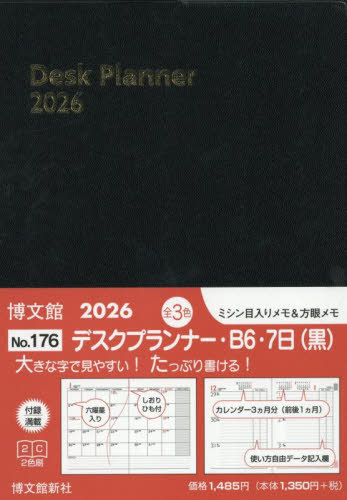 Desk Planner
2026
博文館 2026 全3色 ミシン目入りメモ&方眼メモ
No.176 デスクプランナー・B6・7日(黒)
大きな字で見やすい! たっぷり書ける!
付録
満載
2C
2色刷
六曜菫
入り
しおり
ひも付
カレンダー3ヵ月分(前後1ヵ月)
使い方自由データ記入欄
博文館新社
価格1,485円(本体1,350円+税)